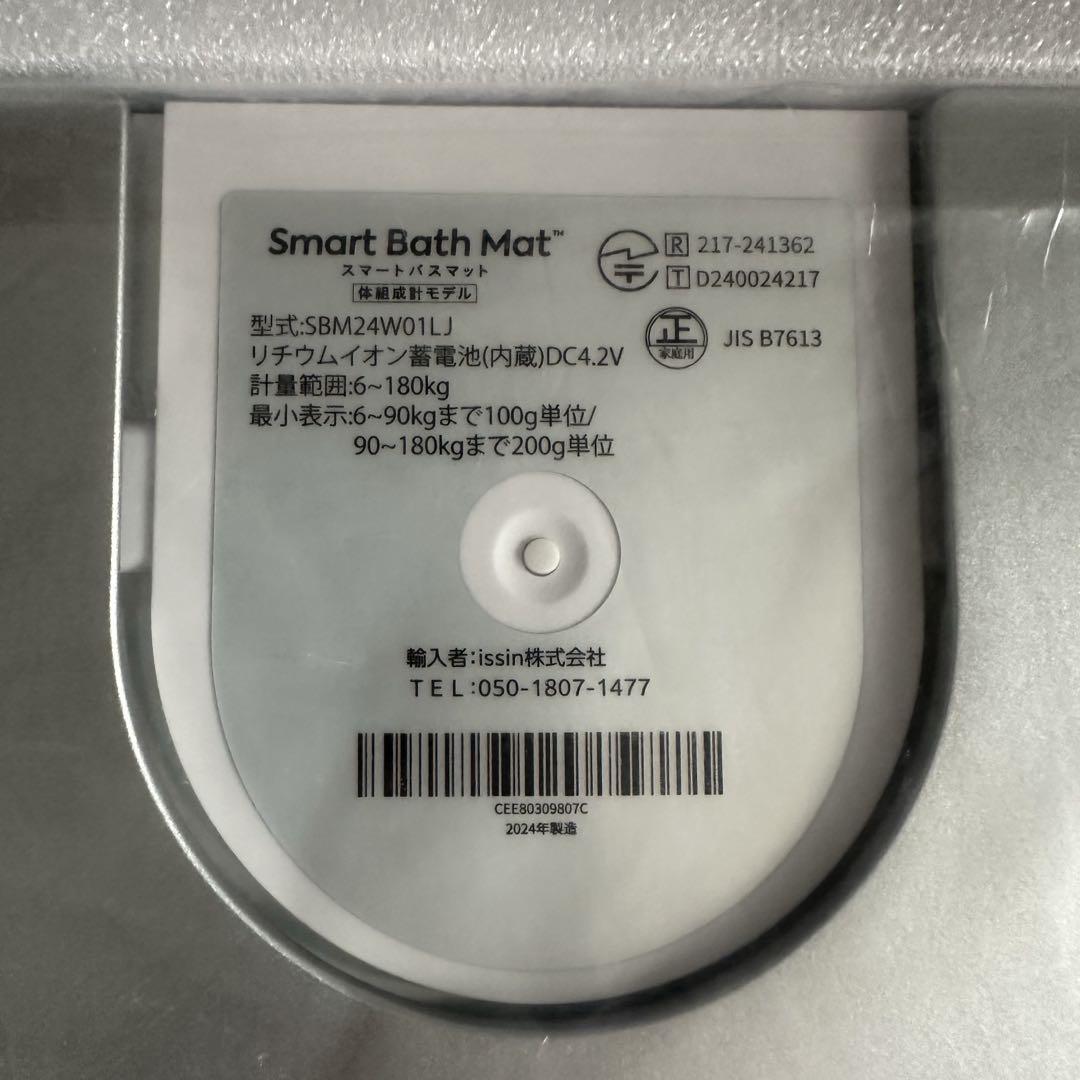 Smart Bath Mat™
スマートバスマット
体組成計モデル
R 217-241362
T D240024217
正
家庭用
JIS B7613
型式:SBM24W01LJ
リチウムイオン蓄電池(内蔵)DC4.2V
計量範囲:6~180kg
最小表示:6~90kgまで100g単位/
90~180kgまで200g単位
輸入者:issin株式会社
TEL:050-1807-1477
CEE80309807C
2024年製造